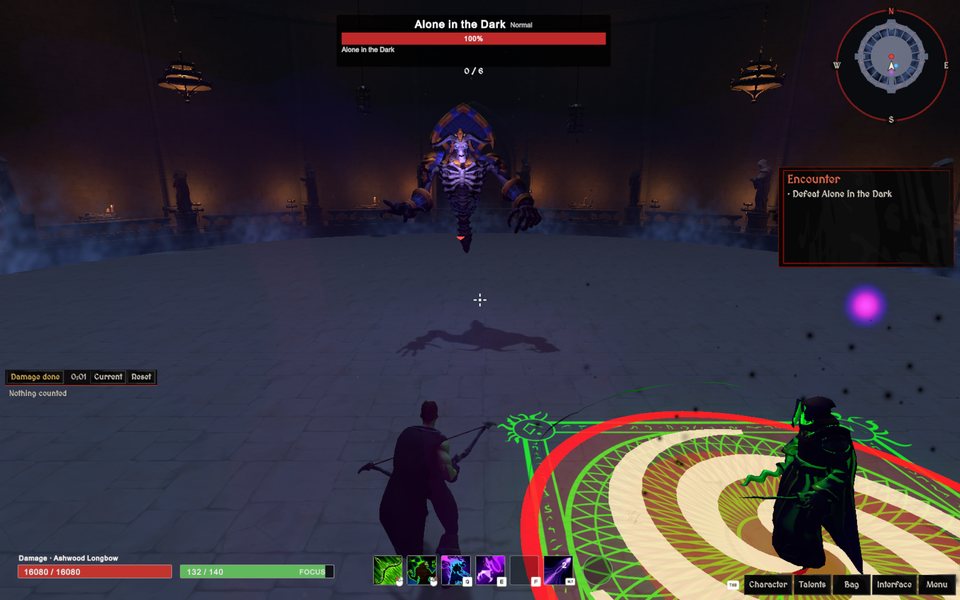 Alone in the Dark Normal
100%
Alone in the Dark
0 / 6
N
W
E
S
Encounter
· Defeat Alone in the Dark
Damage done 0:01 Current Reset
Nothing counted
Damage · Ashwood Longbow
16080 / 16080
132 / 140 FOCUS
Q
E
F
Character Talents Bag Interface Menu